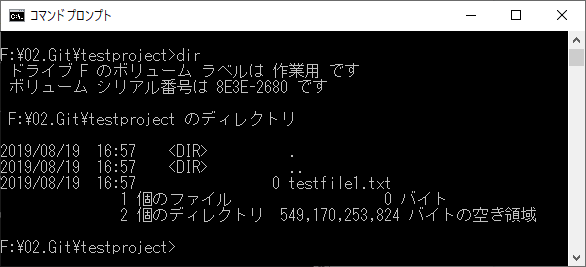 コマンドプロンプト
F:¥02.Git¥testproject>dir
ドライブ F のボリューム ラベルは 作業用 です
ボリューム シリアル番号は 8E3E-2680 です
F:¥02.Git¥testproject のディレクトリ
2019/08/19  16:57    <DIR>          .
2019/08/19  16:57    <DIR>          ..
2019/08/19  16:57                 0 testfile1.txt
1 個のファイル                   0 バイト
2 個のディレクトリ  549,170,253,824 バイトの空き領域
F:¥02.Git¥testproject>